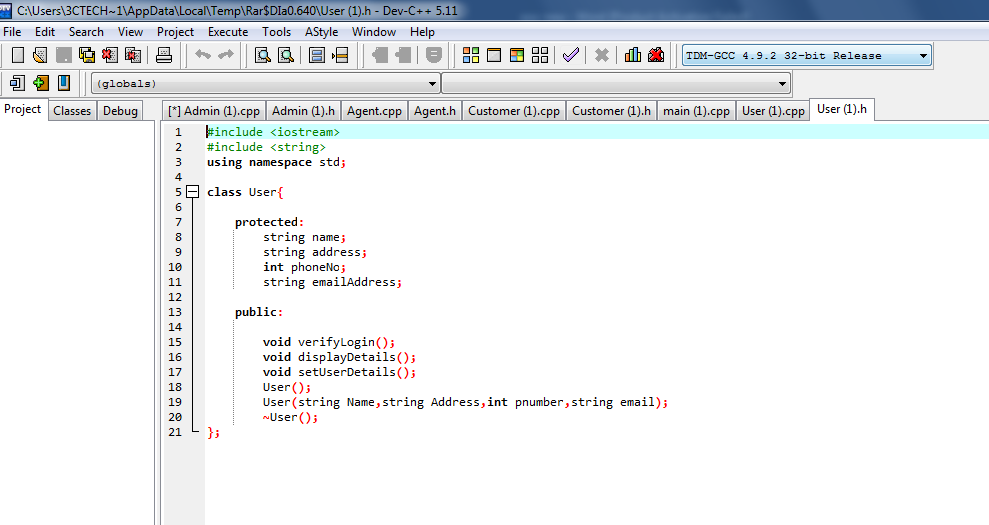 C:\Users\3CTECH~1\AppData\Local\Temp\Rar$DIa0.640\User (1).h - Dev-C++ 5.11
File Edit Search View Project Execute Tools AStyle Window Help
TDM-GCC 4.9.2 32-bit Release
(globals)
Project Classes Debug [*] Admin (1).cpp Admin (1).h Agent.cpp Agent.h Customer (1).cpp Customer (1).h main (1).cpp User (1).cpp User (1).h
1 #include <iostream>
2 #include <string>
3 using namespace std;
4
5 class User{
6
7 protected:
8 string name;
9 string address;
10 int phoneNo;
11 string emailAddress;
12
13 public:
14
15 void verifyLogin();
16 void displayDetails();
17 void setUserDetails();
18 User();
19 User(string Name,string Address,int pnumber,string email);
20 ~User();
21 };